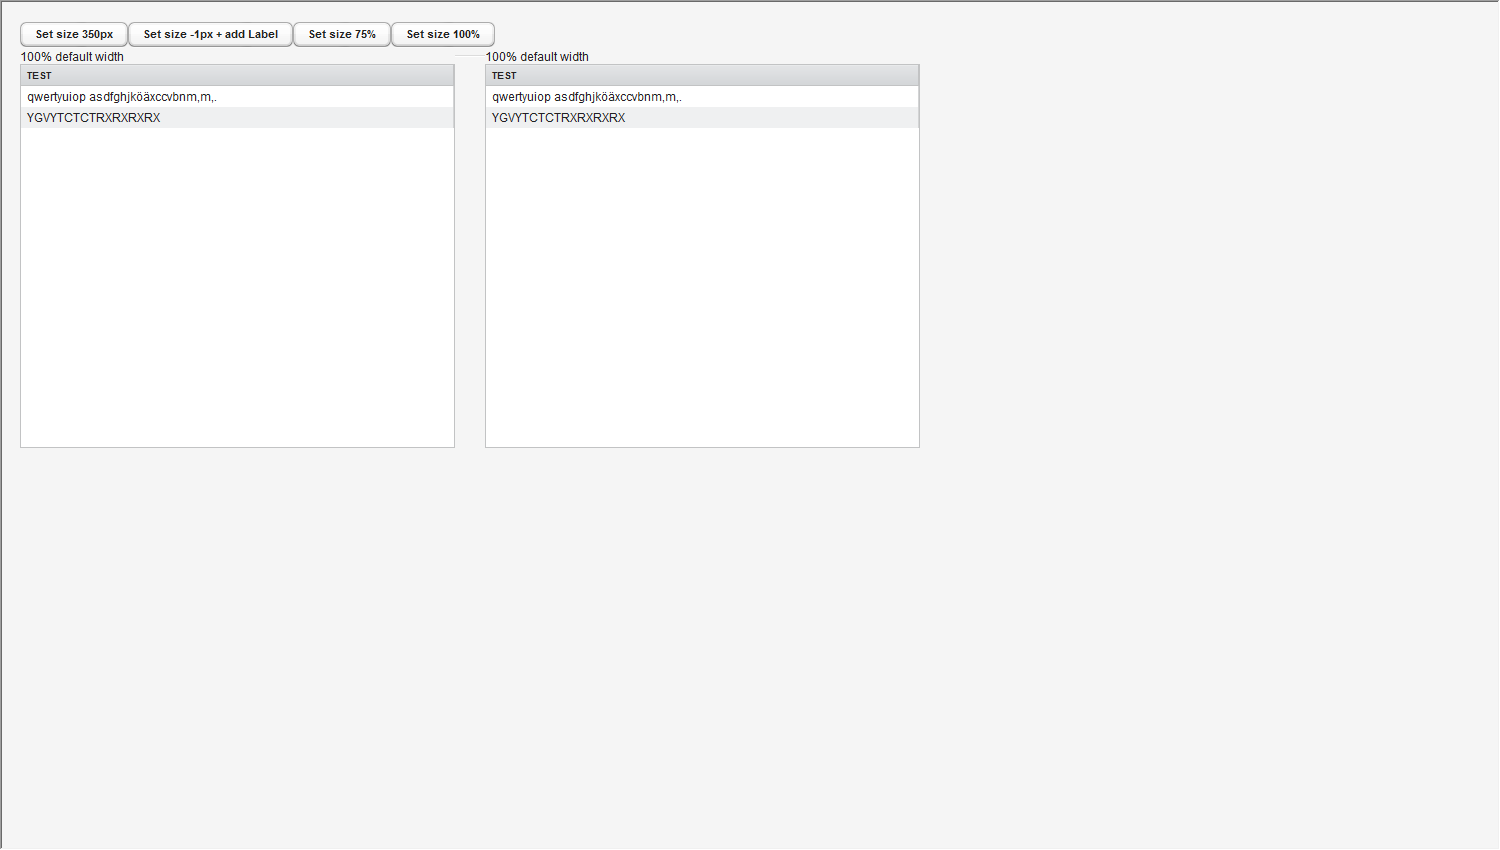 Set size 350px Set size -1px + add Label Set size 75% Set size 100%
100% default width 100% default width
TEST TEST
qwertyuiop asdfghjköäxccvbnm,m,. qwertyuiop asdfghjköäxccvbnm,m,.
YGVYTCTCTRXRXRXRX YGVYTCTCTRXRXRXRX